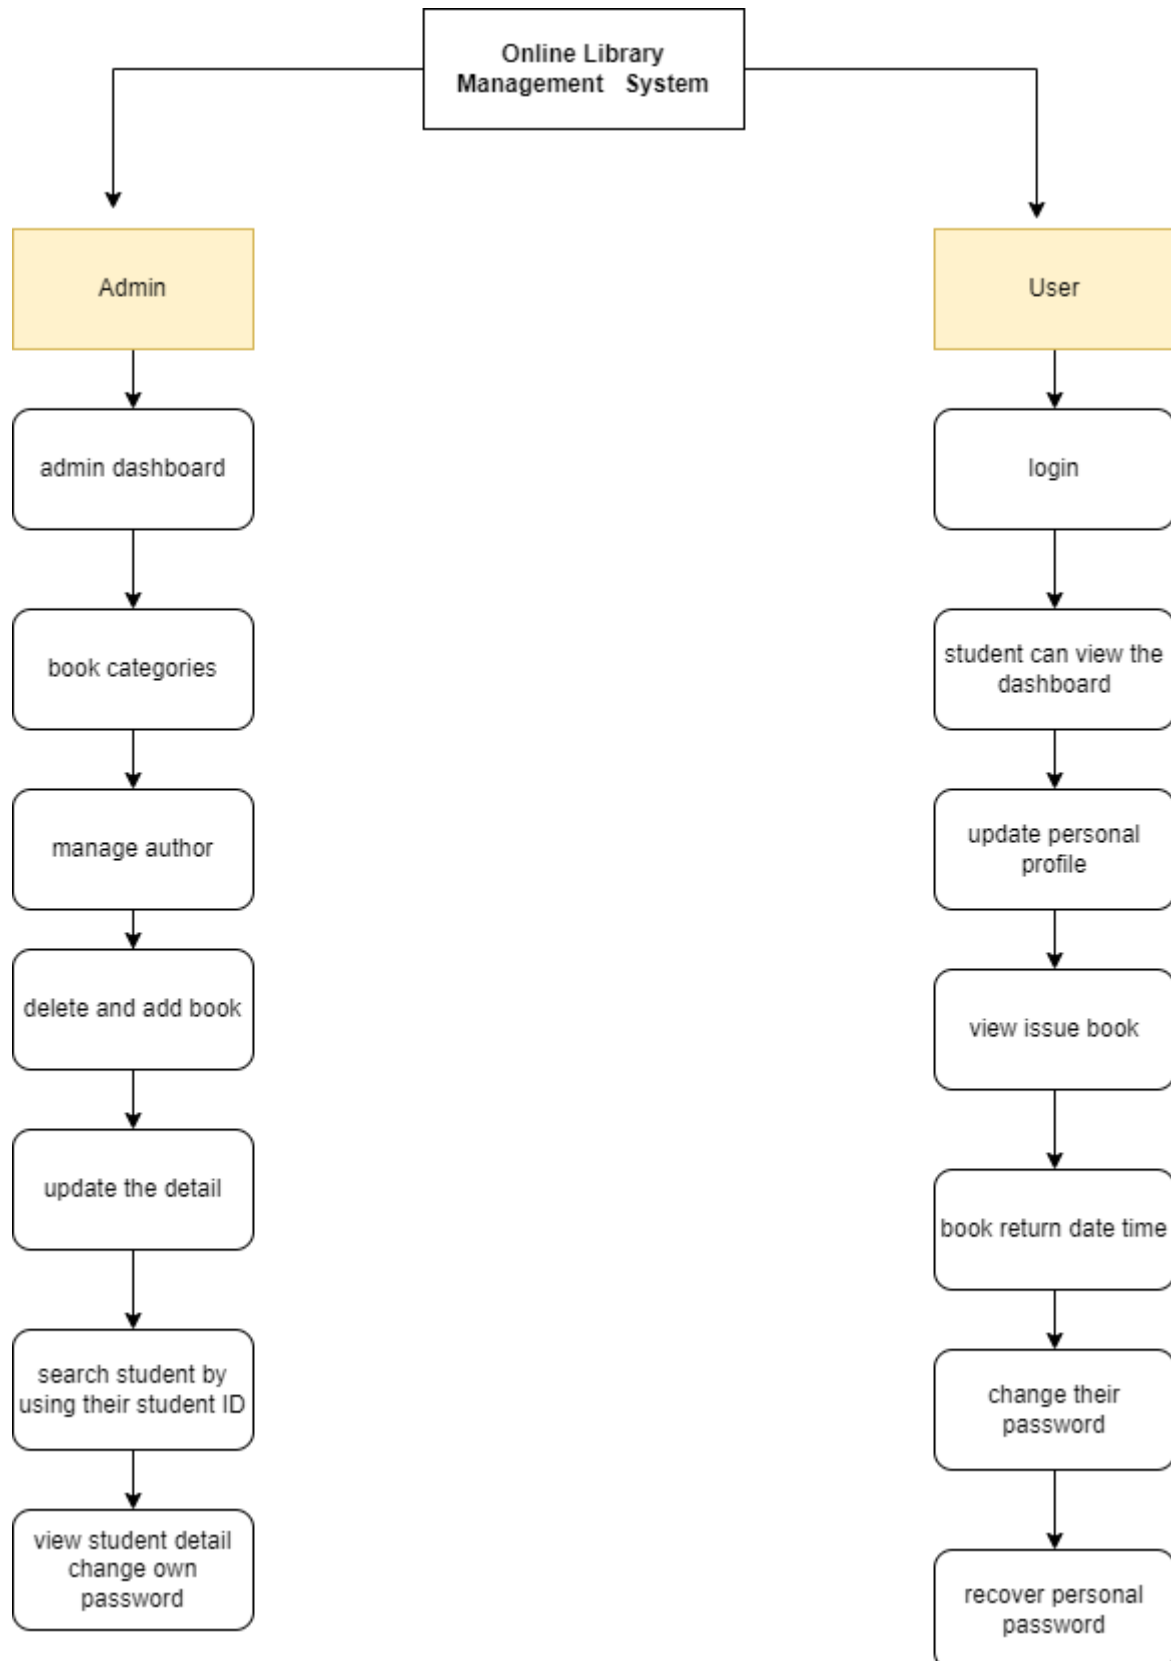 Online Library
Management System
Admin
User
admin dashboard
login
book categories
student can view the
dashboard
manage author
update personal
profile
delete and add book
view issue book
update the detail
book return date time
search student by
using their student ID
change their
password
view student detail
change own
password
recover personal
password